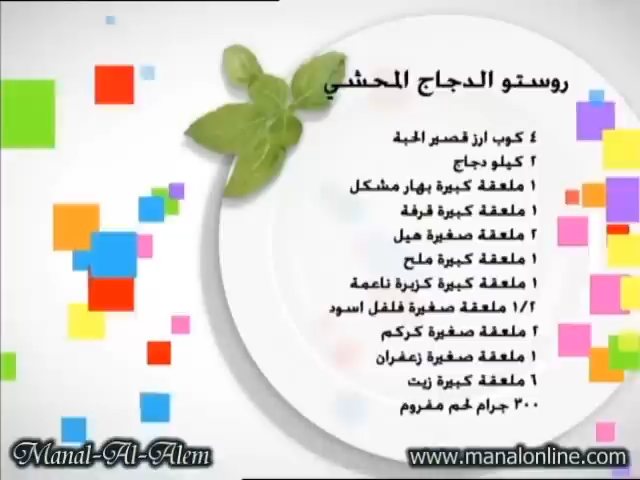 روستو الدجاج المحشي
٤ كوب ارز قصير الحبة
٢ كيلو دجاج
١ ملعقة كبيرة بهار مشكل
١ ملعقة كبيرة قرفة
٢ ملعقة صغيرة هيل
١ ملعقة كبيرة ملح
١ ملعقة كبيرة كزبرة ناعمة
١/٢ ملعقة صغيرة فلفل اسود
٢ ملعقة صغيرة كركم
١ ملعقة صغيرة زعفران
٦ ملعقة كبيرة زيت
٣٠٠ جرام لحم مفروم
Manal-Al-Alem
www.manalonline.com